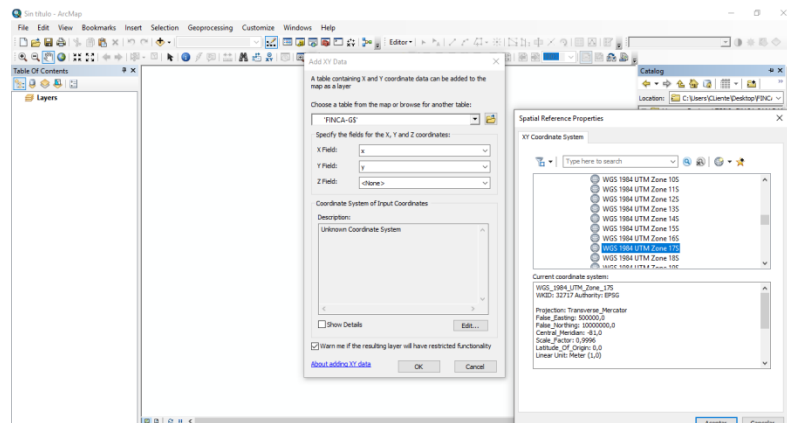 Sin título - ArcMap
File Edit View Bookmarks Insert Selection Geoprocessing Customize Windows Help
Editor
Table Of Contents
Layers
Add XY Data
A table containing X and Y coordinate data can be added to the
map as a layer
Choose a table from the map or browse for another table:
'FINCA-GS'
Specify the fields for the X, Y and Z coordinates:
X Field: x
Y Field: y
Z Field: <None>
Coordinate System of Input Coordinates
Description:
Unknown Coordinate System
Show Details
Edit...
Warn me if the resulting layer will have restricted functionality
About adding XY data
OK
Cancel
Catalog
Location: C:\Users\CLiente\Desktop\FINC
Spatial Reference Properties
XY Coordinate System
Type here to search
WGS 1984 UTM Zone 10S
WGS 1984 UTM Zone 11S
WGS 1984 UTM Zone 12S
WGS 1984 UTM Zone 13S
WGS 1984 UTM Zone 14S
WGS 1984 UTM Zone 15S
WGS 1984 UTM Zone 16S
WGS 1984 UTM Zone 17S
WGS 1984 UTM Zone 18S
WGS 1984 UTM Zone 19S
Current coordinate system:
WGS_1984_UTM_Zone_17S
WKID: 32717 Authority: EPSG
Projection: Transverse_Mercator
False_Easting: 500000,0
False_Northing: 10000000,0
Central_Meridian: -81,0
Scale_Factor: 0,9996
Latitude_Of_Origin: 0,0
Linear Unit: Meter (1,0)
Aceptar
Cancelar